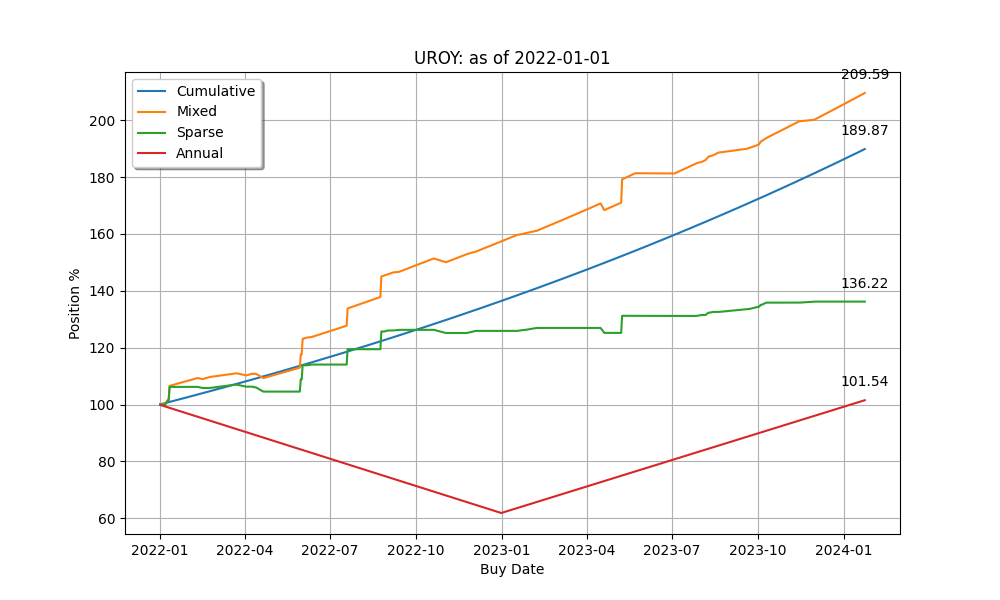 UROY: as of 2022-01-01
Cumulative
Mixed
Sparse
Annual
209.59
189.87
136.22
101.54
Position %
200
180
160
140
120
100
80
60
2022-01 2022-04 2022-07 2022-10 2023-01 2023-04 2023-07 2023-10 2024-01
Buy Date